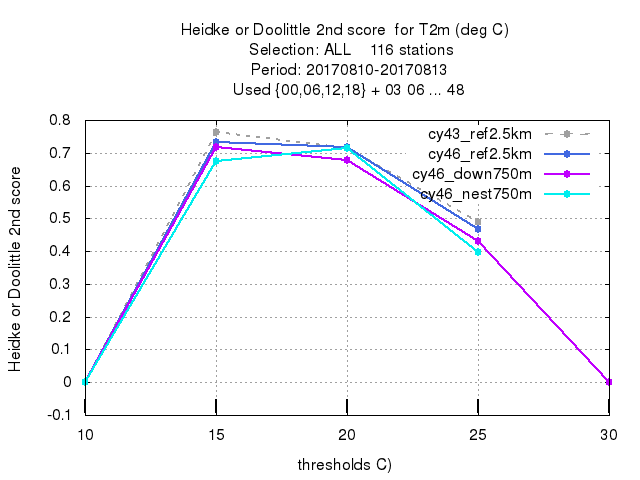 Heidke or Doolittle 2nd score  for T2m (deg C)
Selection: ALL    116 stations
Period: 20170810-20170813
Used {00,06,12,18} + 03 06 ... 48
0.8
0.7
0.6
0.5
0.4
0.3
0.2
0.1
0
-0.1
Heidke or Doolittle 2nd score
cy43_ref2.5km
cy46_ref2.5km
cy46_down750m
cy46_nest750m
10 15 20 25 30
thresholds C)